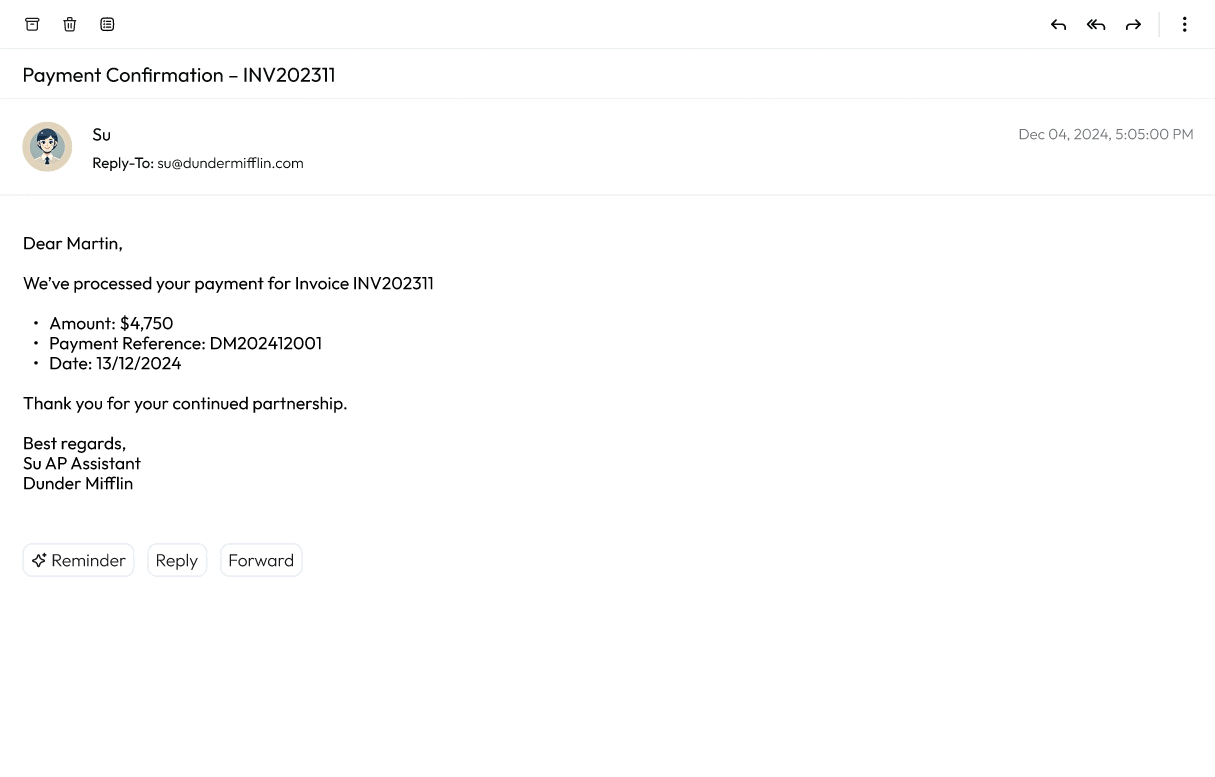 Payment Confirmation – INV202311
Su
Dec 04, 2024, 5:05:00 PM
Reply-To: su@dundermifflin.com
Dear Martin,
We’ve processed your payment for Invoice INV202311
• Amount: $4,750
• Payment Reference: DM202412001
• Date: 13/12/2024
Thank you for your continued partnership.
Best regards,
Su AP Assistant
Dunder Mifflin
Reminder
Reply
Forward